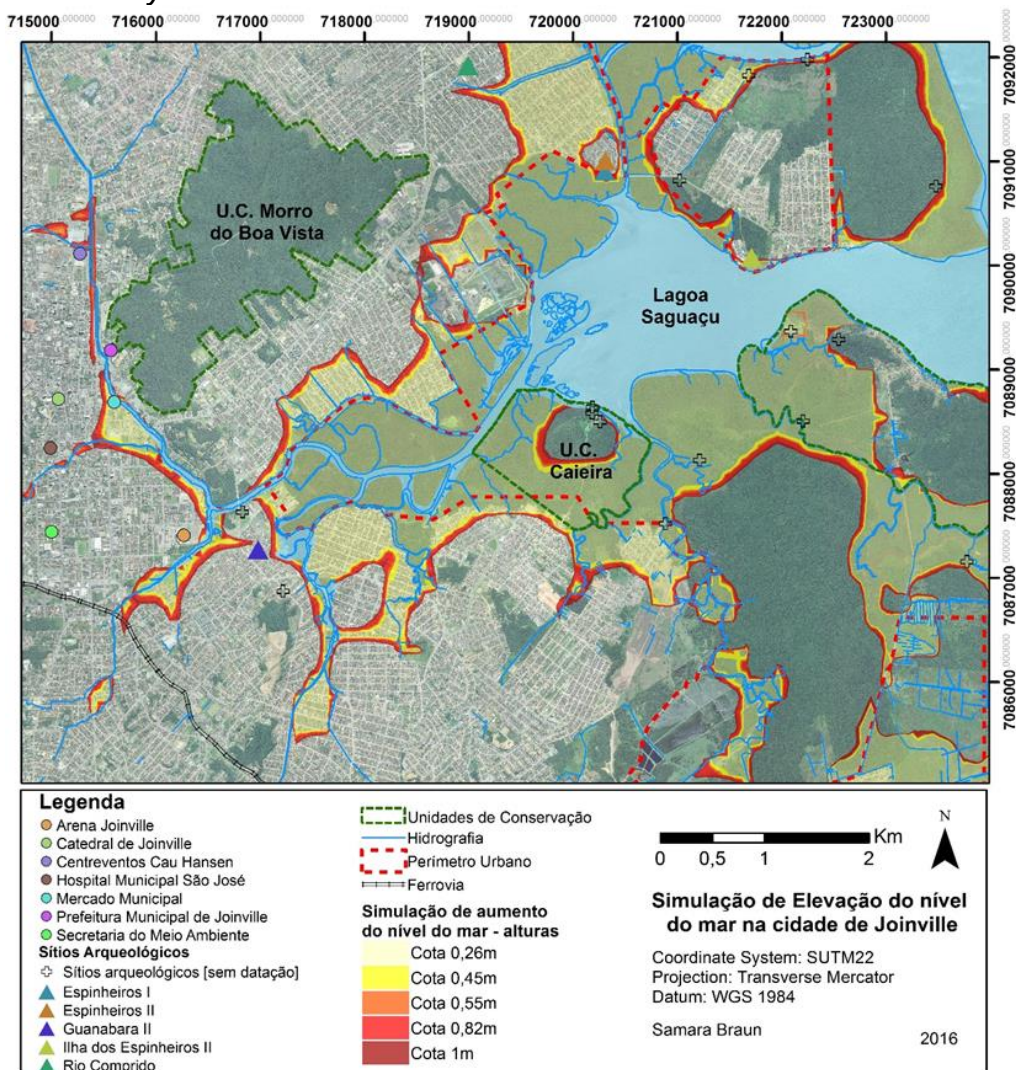 715000 716000 717000 718000 719000 720000 721000 722000 723000
7092000
7091000
7090000
7089000
7088000
7087000
7086000
U.C. Morro
do Boa Vista
Lagoa
Saguaçu
U.C.
Caieira
Legenda
Arena Joinville
Catedral de Joinville
Centreventos Cau Hansen
Hospital Municipal São José
Mercado Municipal
Prefeitura Municipal de Joinville
Secretaria do Meio Ambiente
Sítios Arqueológicos
Sítios arqueológicos [sem datação]
Espinheiros I
Espinheiros II
Guanabara II
Ilha dos Espinheiros II
Rio Comprido
Unidades de Conservação
Hidrografia
Perímetro Urbano
Ferrovia
Simulação de aumento
do nível do mar - alturas
Cota 0,26m
Cota 0,45m
Cota 0,55m
Cota 0,82m
Cota 1m
Km
0 0,5 1 2
N
Simulação de Elevação do nível
do mar na cidade de Joinville
Coordinate System: SUTM22
Projection: Transverse Mercator
Datum: WGS 1984
Samara Braun
2016